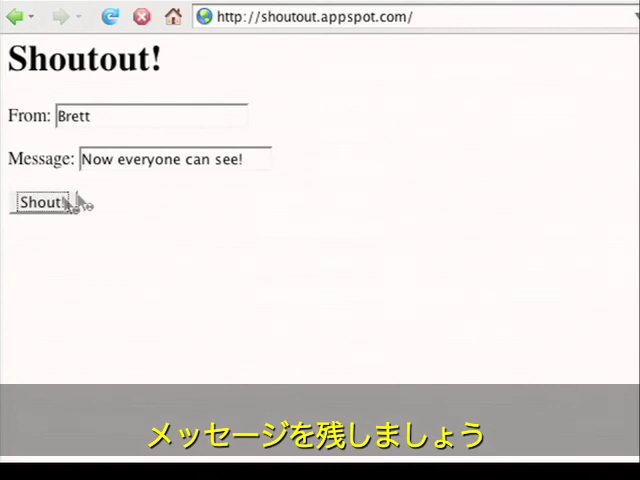 http://shoutout.appspot.com/
Shoutout!
From: Brett
Message: Now everyone can see!
Shout!
メッセージを残しましょう